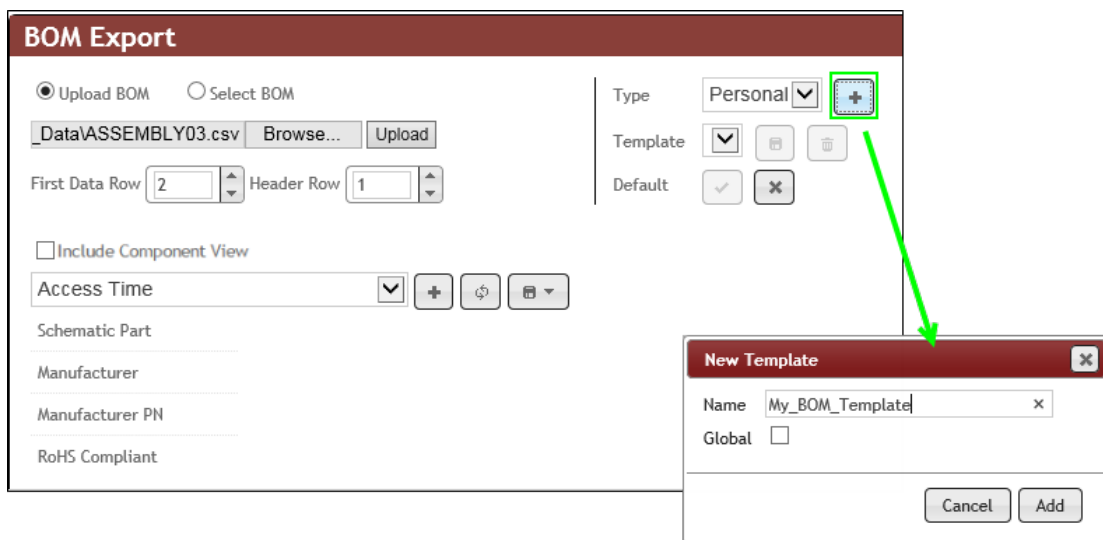 BOM Export
Upload BOM Select BOM
_Data\ASSEMBLY03.csv Browse... Upload
First Data Row 2 Header Row 1
Type Personal
Template
Default
Include Component View
Access Time
Schematic Part
Manufacturer
Manufacturer PN
RoHS Compliant
New Template
Name My_BOM_Template
Global
Cancel Add